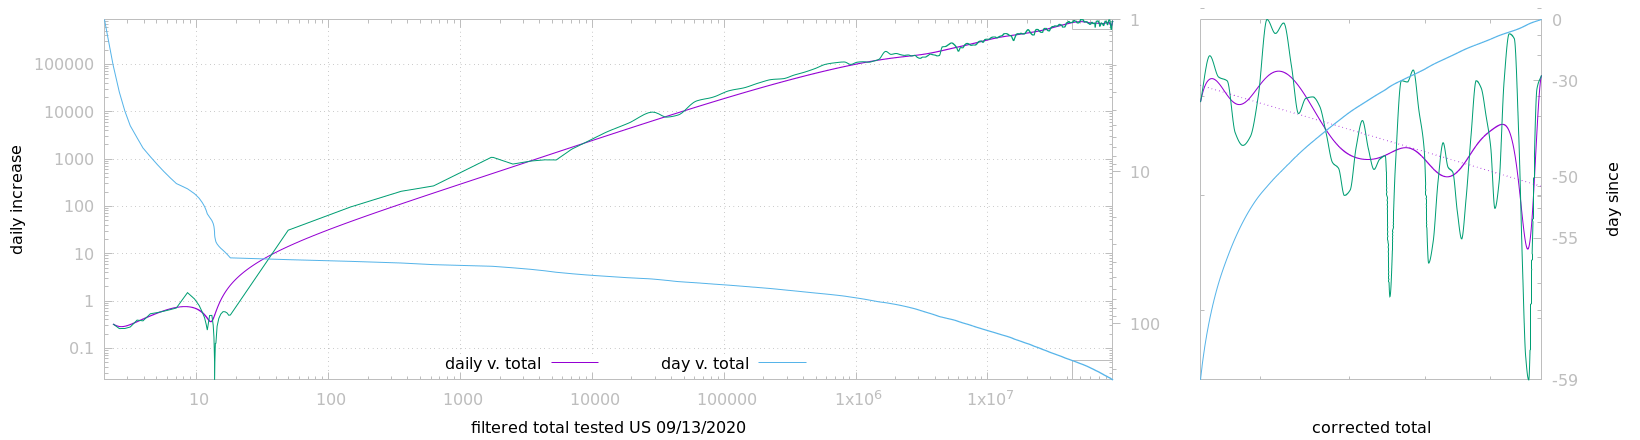 1
0
100000
-30
10000
1000
10
-50
100
-55
10
1
0.1
100
daily v. total
day v. total
-59
10
100
1000
10000
100000
1x10⁶
1x10⁷
daily increase
day since
filtered total tested US 09/13/2020
corrected total